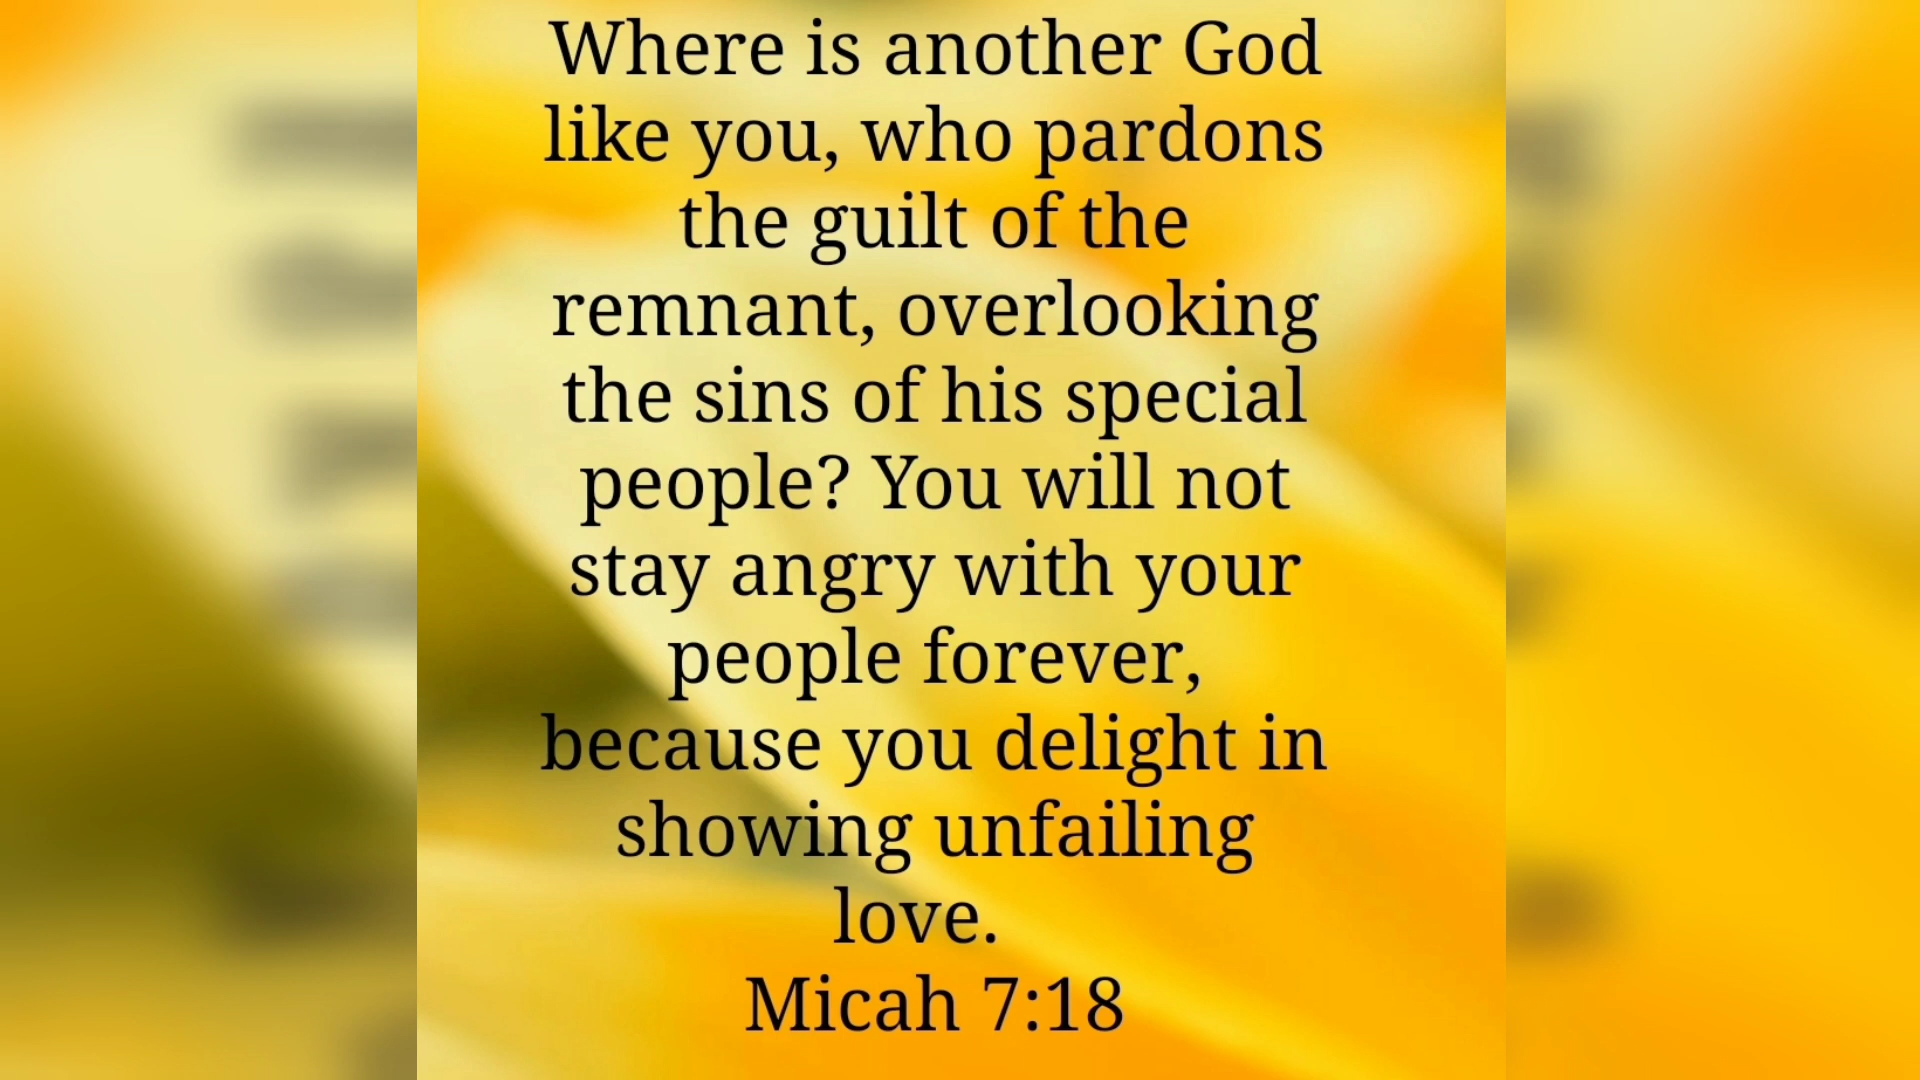 Where is another God
like you, who pardons
the guilt of the
remnant, overlooking
the sins of his special
people? You will not
stay angry with your
people forever,
because you delight in
showing unfailing
love.
Micah 7:18